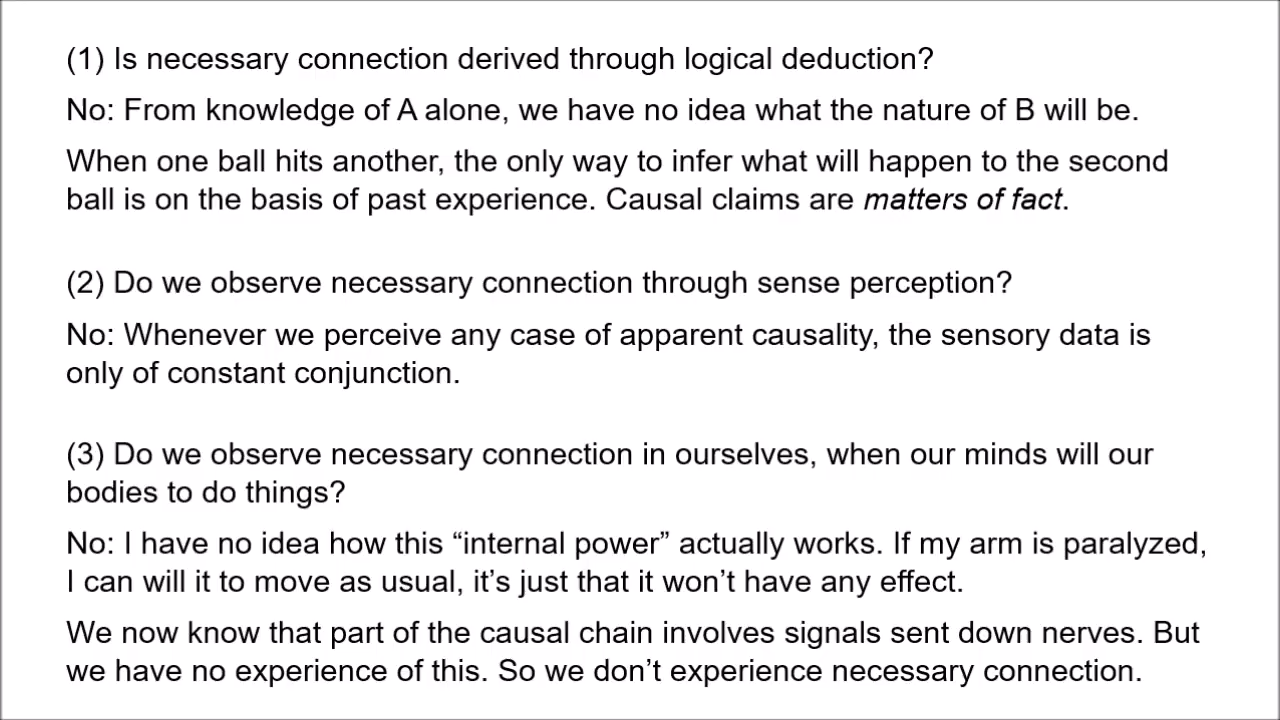 (1) Is necessary connection derived through logical deduction?
No: From knowledge of A alone, we have no idea what the nature of B will be.
When one ball hits another, the only way to infer what will happen to the second
ball is on the basis of past experience. Causal claims are matters of fact.
(2) Do we observe necessary connection through sense perception?
No: Whenever we perceive any case of apparent causality, the sensory data is
only of constant conjunction.
(3) Do we observe necessary connection in ourselves, when our minds will our
bodies to do things?
No: I have no idea how this “internal power” actually works. If my arm is paralyzed,
I can will it to move as usual, it’s just that it won’t have any effect.
We now know that part of the causal chain involves signals sent down nerves. But
we have no experience of this. So we don’t experience necessary connection.